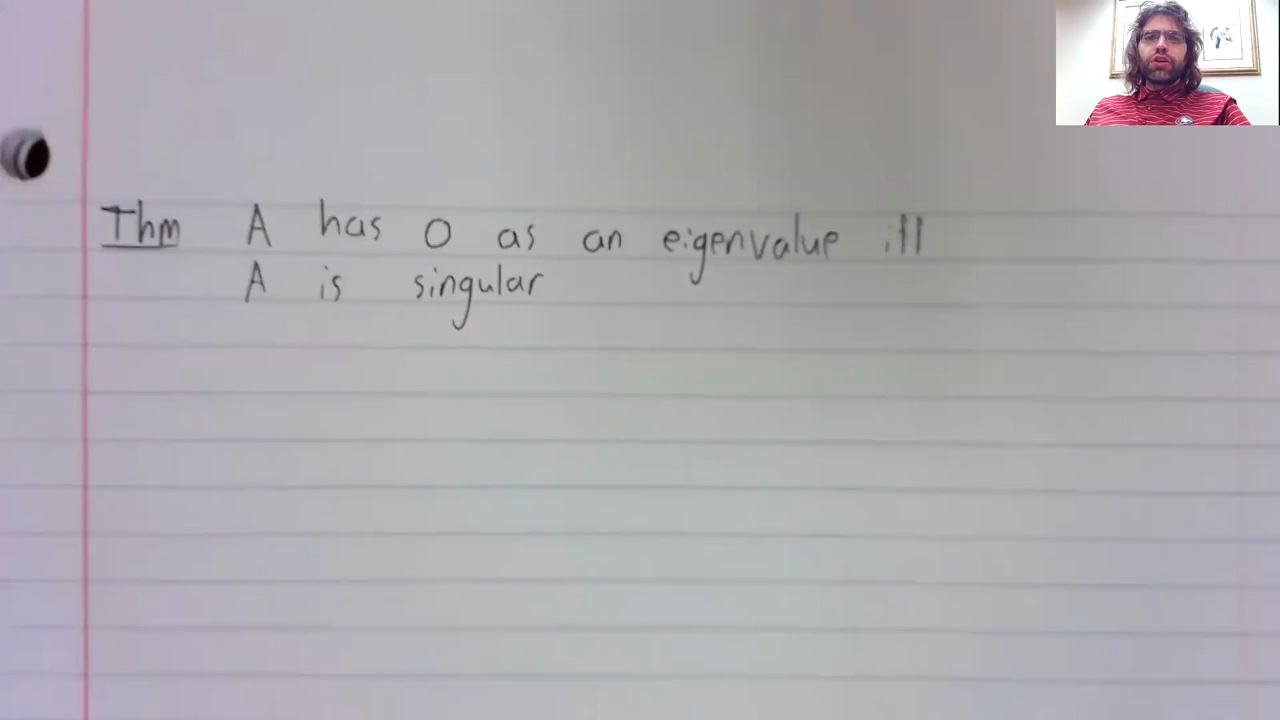 Thm A has 0 as an eigenvalue iff
A is singular